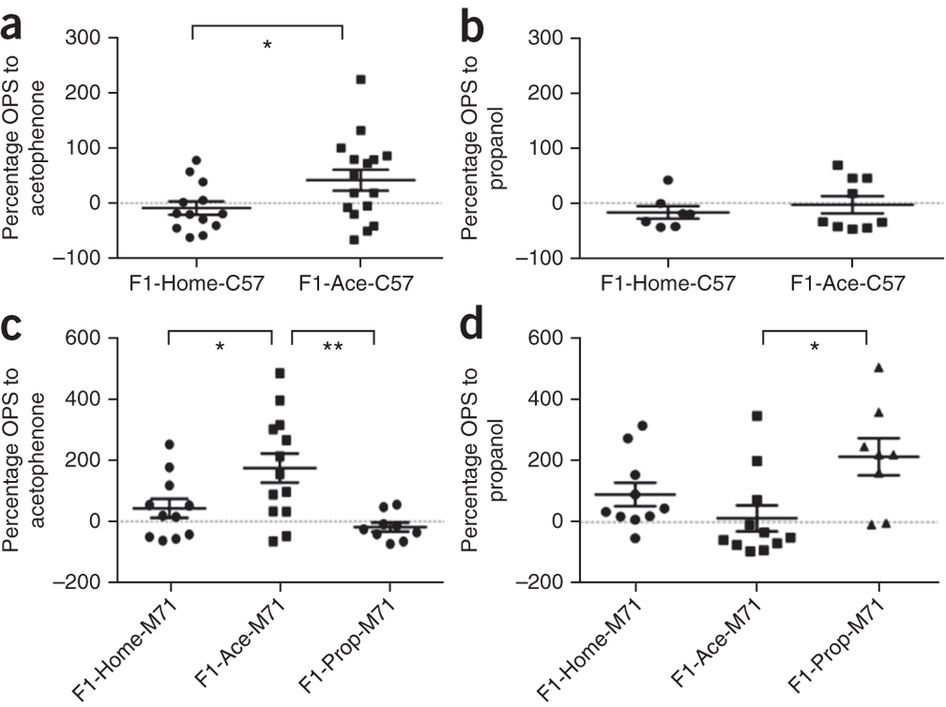 a
Percentage OPS to
acetophenone
300
200
100
0
–100
*
F1-Home-C57
F1-Ace-C57
b
Percentage OPS to
propanol
300
200
100
0
–100
F1-Home-C57
F1-Ace-C57
c
Percentage OPS to
acetophenone
600
400
200
0
–200
*
**
F1-Home-M71
F1-Ace-M71
F1-Prop-M71
d
Percentage OPS to
propanol
600
400
200
0
–200
*
F1-Home-M71
F1-Ace-M71
F1-Prop-M71